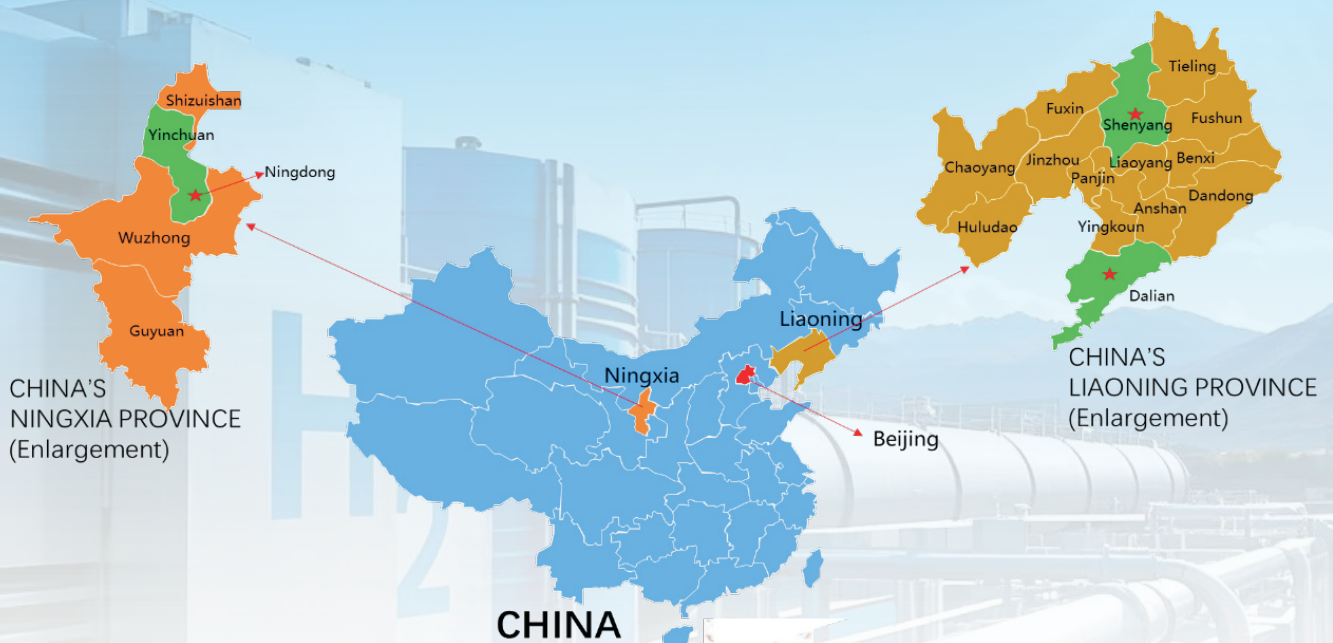 Shizuishan
Yinchuan
Ningdong
Wuzhong
Guyuan
CHINA'S
NINGXIA PROVINCE
(Enlargement)
H2
Ningxia
Liaoning
Beijing
CHINA
Tieling
Fuxin
Shenyang
Fushun
Chaoyang
Jinzhou
Liaoyang
Benxi
Panjin
Dandong
Anshan
Huludao
Yingkoun
Dalian
CHINA'S
LIAONING PROVINCE
(Enlargement)